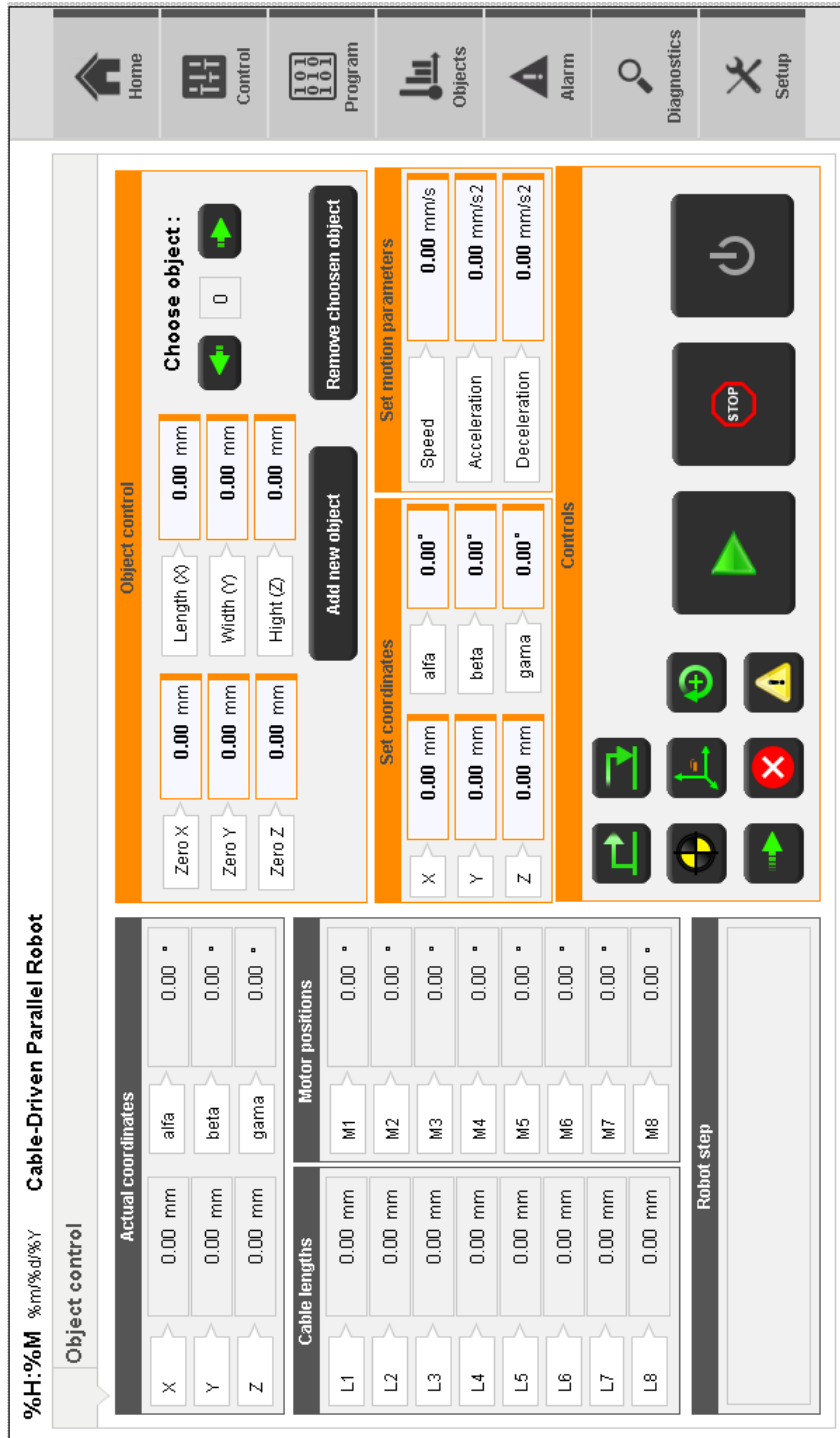 %H:%M %m/%d/%Y Cable-Driven Parallel Robot
Object control
Actual coordinates
X 0.00 mm alfa 0.00 °
Y 0.00 mm beta 0.00 °
Z 0.00 mm gama 0.00 °
Cable lengths
L1 0.00 mm
L2 0.00 mm
L3 0.00 mm
L4 0.00 mm
L5 0.00 mm
L6 0.00 mm
L7 0.00 mm
L8 0.00 mm
Motor positions
M1 0.00 °
M2 0.00 °
M3 0.00 °
M4 0.00 °
M5 0.00 °
M6 0.00 °
M7 0.00 °
M8 0.00 °
Robot step
Object control
Zero X 0.00 mm Length (X) 0.00 mm
Zero Y 0.00 mm Width (Y) 0.00 mm
Zero Z 0.00 mm Hight (Z) 0.00 mm
Choose object :
0
Add new object
Remove choosen object
Set coordinates
X 0.00 mm alfa 0.00°
Y 0.00 mm beta 0.00°
Z 0.00 mm gama 0.00°
Set motion parameters
Speed 0.00 mm/s
Acceleration 0.00 mm/s2
Deceleration 0.00 mm/s2
Controls
STOP
Home
Control
101
010
101
Program
Objects
Alarm
Diagnostics
Setup